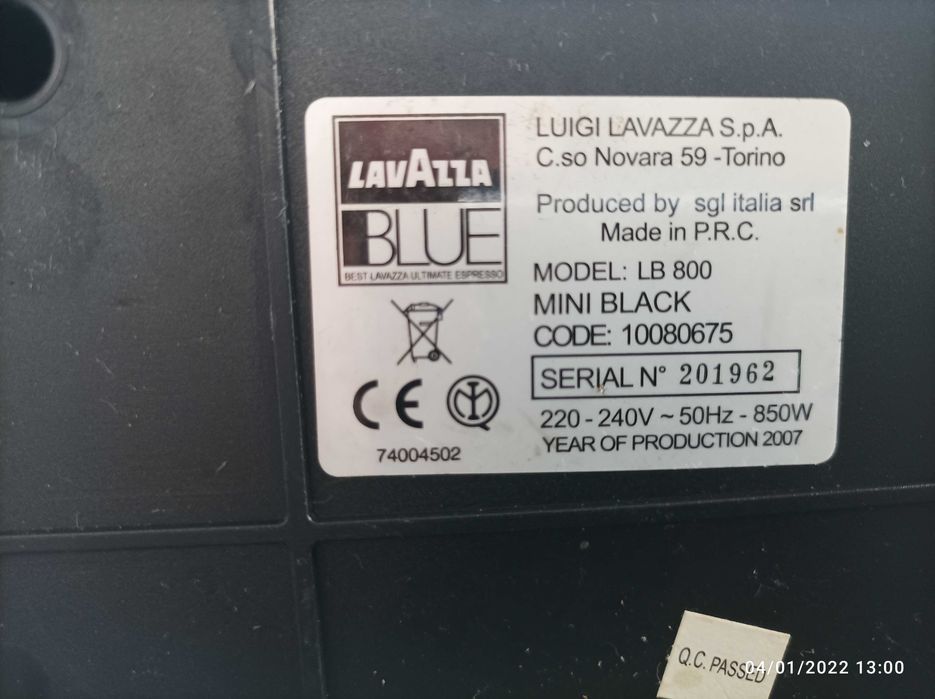 LAVAZZA
BLUE
BEST LAVAZZA ULTIMATE ESPRESSO
CE
74004502
LUIGI LAVAZZA S.p.A.
C.so Novara 59 -Torino
Produced by sgl italia srl
Made in P.R.C.
MODEL: LB 800
MINI BLACK
CODE: 10080675
SERIAL N° 201962
220 - 240V ~ 50Hz - 850W
YEAR OF PRODUCTION 2007
Q.C. PASSED
04/01/2022 13:00